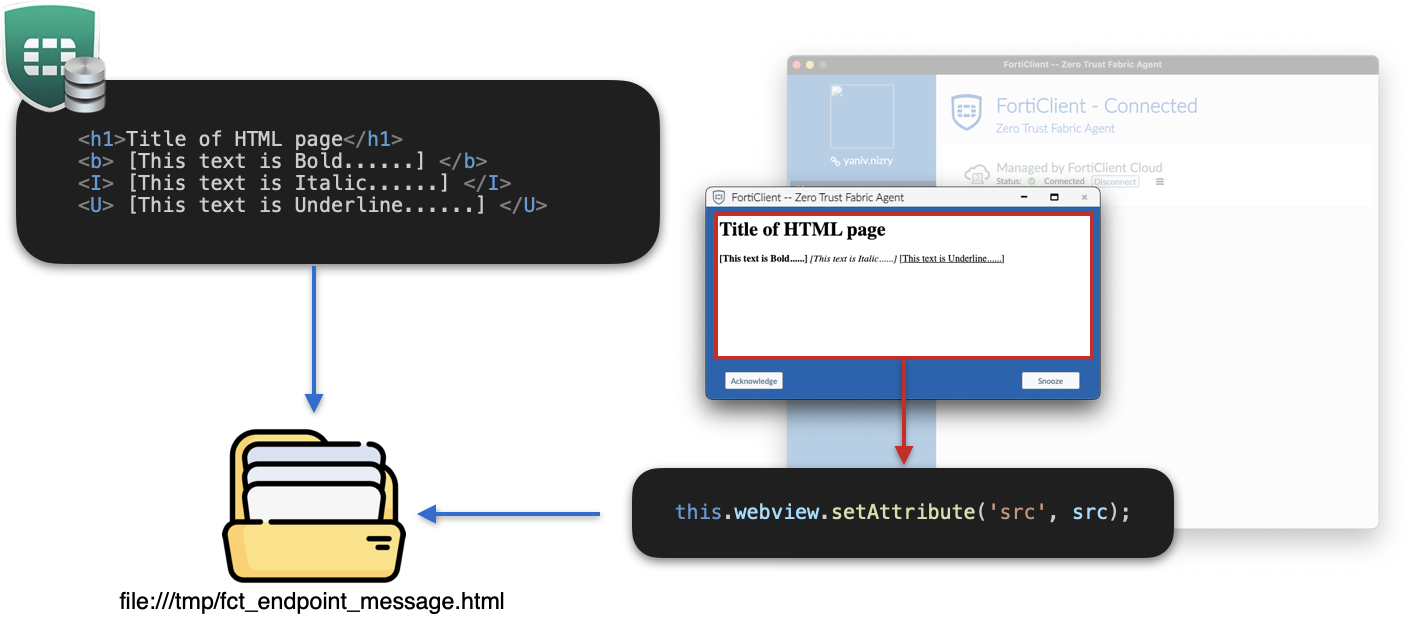 <h1>Title of HTML page</h1>
<b> [This text is Bold......] </b>
<I> [This text is Italic......] </I>
<U> [This text is Underline......] </U>
file:///tmp/fct_endpoint_message.html
FortiClient -- Zero Trust Fabric Agent
yaniv.nizry
FortiClient - Connected
Zero Trust Fabric Agent
Managed by FortiClient Cloud
Status: Connected Disconnect
FortiClient -- Zero Trust Fabric Agent
Title of HTML page
[This text is Bold......] [This text is Italic......] [This text is Underline......]
Acknowledge Snooze
this.webview.setAttribute('src', src);